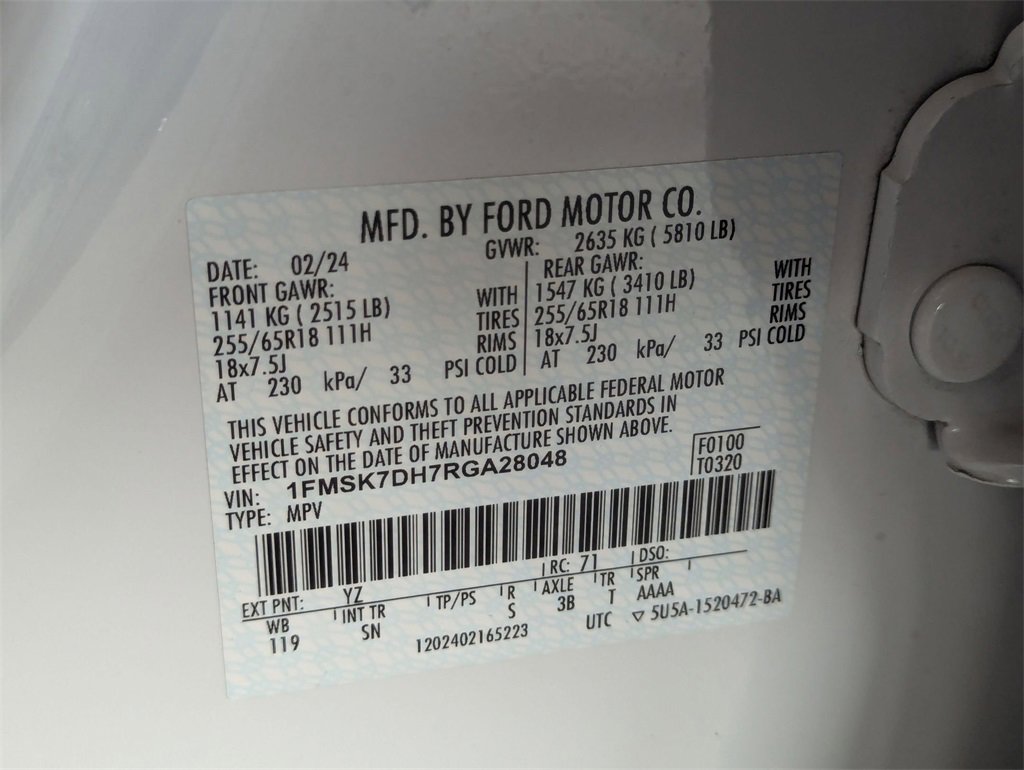 MFD. BY FORD MOTOR CO.
DATE: 02/24
GVWR: 2635 KG ( 5810 LB)
FRONT GAWR:
1141 KG ( 2515 LB) WITH
255/65R18 111H TIRES
18x7.5J RIMS
AT 230 kPa/ 33 PSI COLD
REAR GAWR: WITH
1547 KG ( 3410 LB) TIRES
255/65R18 111H RIMS
18x7.5J
AT 230 kPa/ 33 PSI COLD
THIS VEHICLE CONFORMS TO ALL APPLICABLE FEDERAL MOTOR
VEHICLE SAFETY AND THEFT PREVENTION STANDARDS IN
EFFECT ON THE DATE OF MANUFACTURE SHOWN ABOVE.
VIN: 1FMSK7DH7RGA28048
TYPE: MPV
F0100
T0320
EXT PNT: YZ RC: 71 DSO:
WB INT TR TP/PS R AXLE TR SPR
119 SN S 3B T AAAA
1202402165223 UTC ▽ 5U5A-1520472-BA